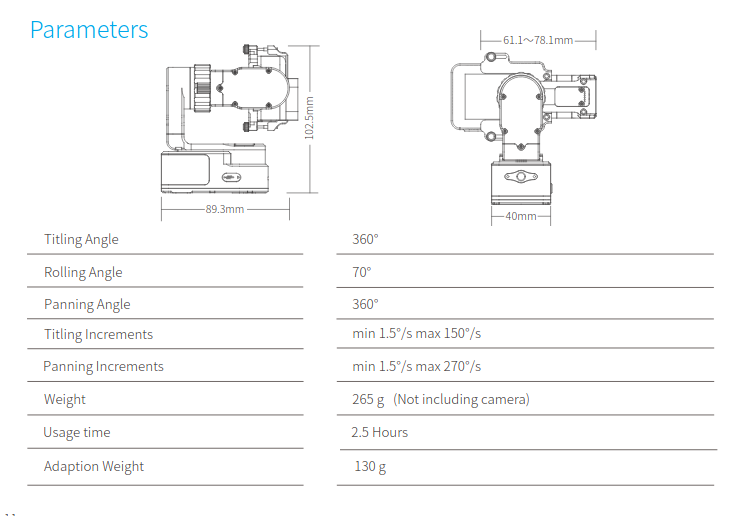 Parameters
61.1～78.1mm
102.5mm
89.3mm
40mm
Titling Angle 360°
Rolling Angle 70°
Panning Angle 360°
Titling Increments min 1.5°/s max 150°/s
Panning Increments min 1.5°/s max 270°/s
Weight 265 g (Not including camera)
Usage time 2.5 Hours
Adaption Weight 130 g